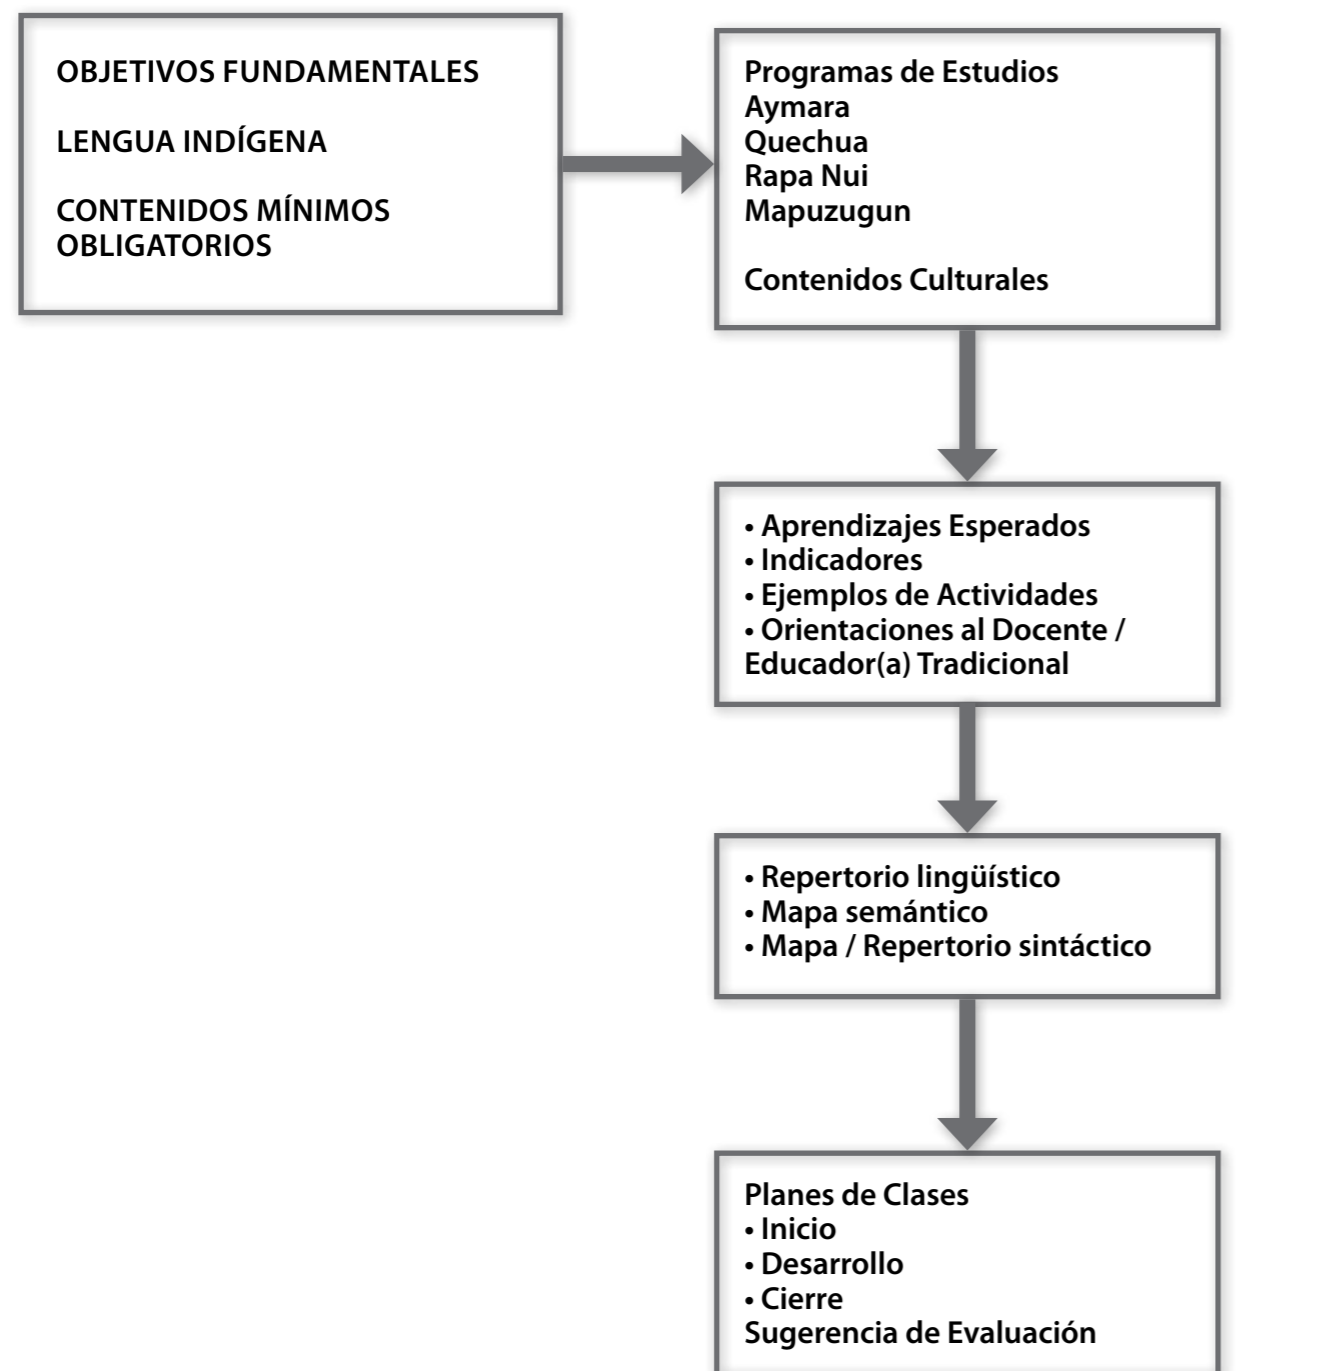 OBJETIVOS FUNDAMENTALES
LENGUA INDÍGENA
CONTENIDOS MÍNIMOS
OBLIGATORIOS
Programas de Estudios
Aymara
Quechua
Rapa Nui
Mapuzugun
Contenidos Culturales
• Aprendizajes Esperados
• Indicadores
• Ejemplos de Actividades
• Orientaciones al Docente /
Educador(a) Tradicional
• Repertorio lingüístico
• Mapa semántico
• Mapa / Repertorio sintáctico
Planes de Clases
• Inicio
• Desarrollo
• Cierre
Sugerencia de Evaluación